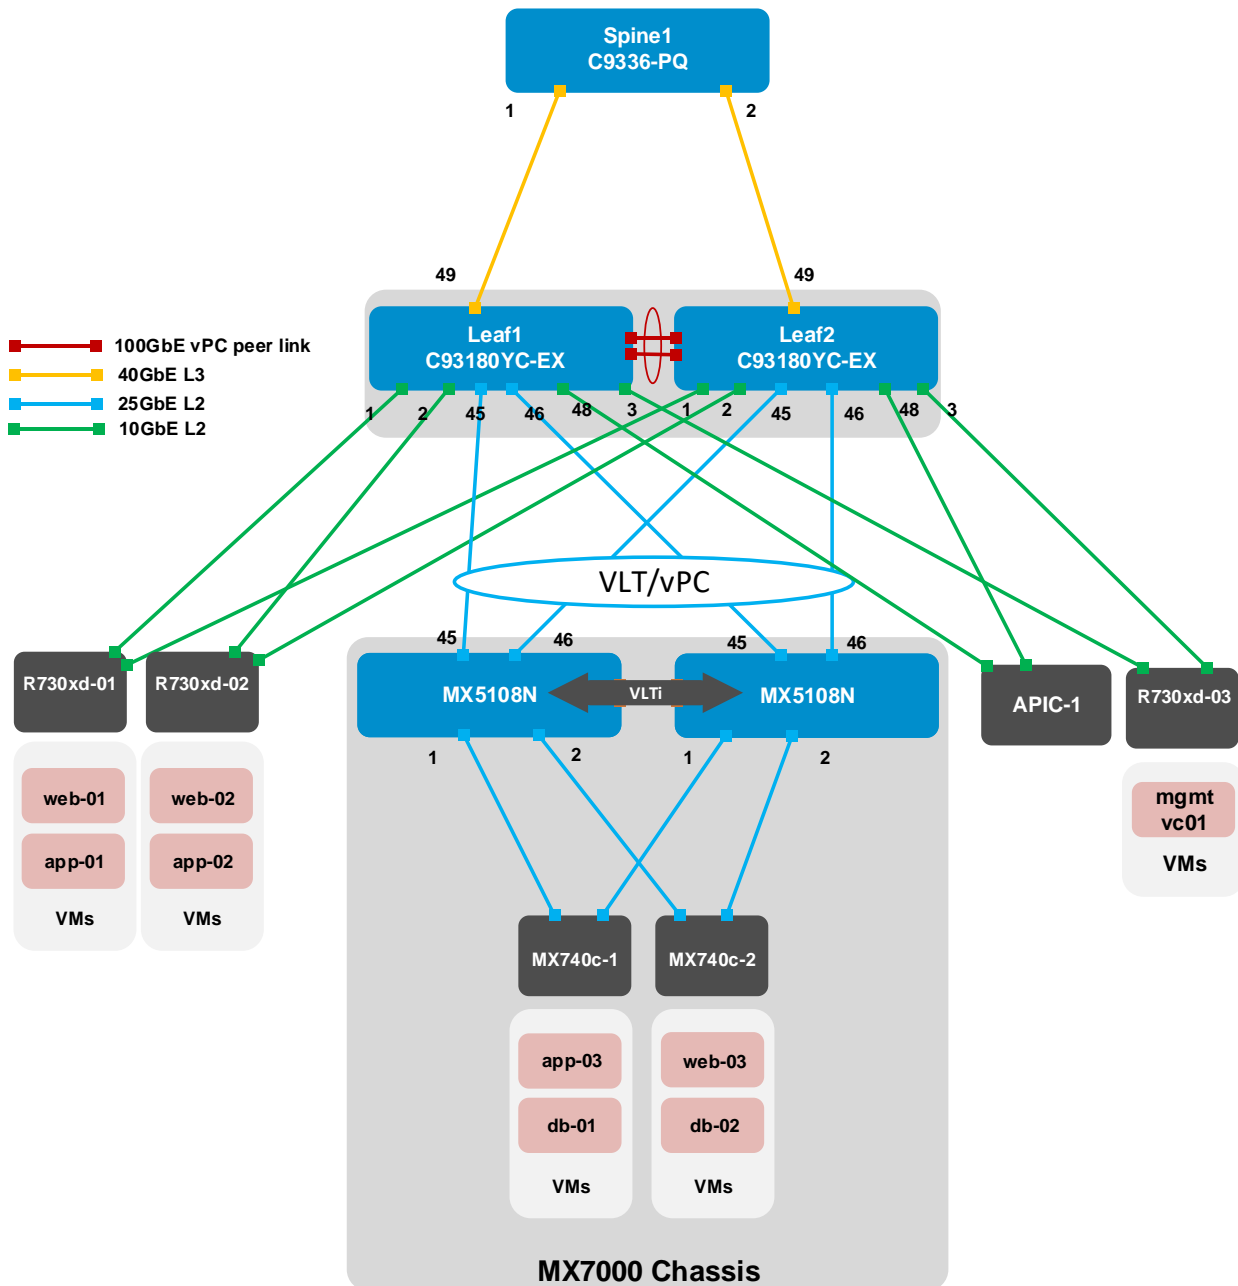 Spine1
C9336-PQ
1
2
49
49
Leaf1
C93180YC-EX
Leaf2
C93180YC-EX
100GbE vPC peer link
40GbE L3
25GbE L2
10GbE L2
1
2
45
46
48
3
1
2
45
46
48
3
VLT/vPC
45
46
45
46
R730xd-01
R730xd-02
MX5108N
VLTi
MX5108N
APIC-1
R730xd-03
1
2
1
2
web-01
app-01
VMs
web-02
app-02
VMs
mgmt
vc01
VMs
MX740c-1
MX740c-2
app-03
db-01
VMs
web-03
db-02
VMs
MX7000 Chassis